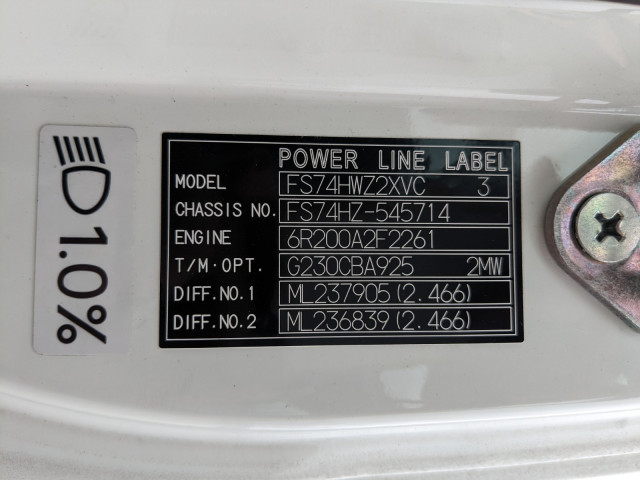 POWER LINE LABEL
MODEL FS74HWZ2XVC 3
CHASSIS NO. FS74HZ-545714
ENGINE 6R200A2F2261
T/M·OPT. G230CBA925 2MW
DIFF.NO.1 ML237905(2.466)
DIFF.NO.2 ML236839(2.466)
1.0%